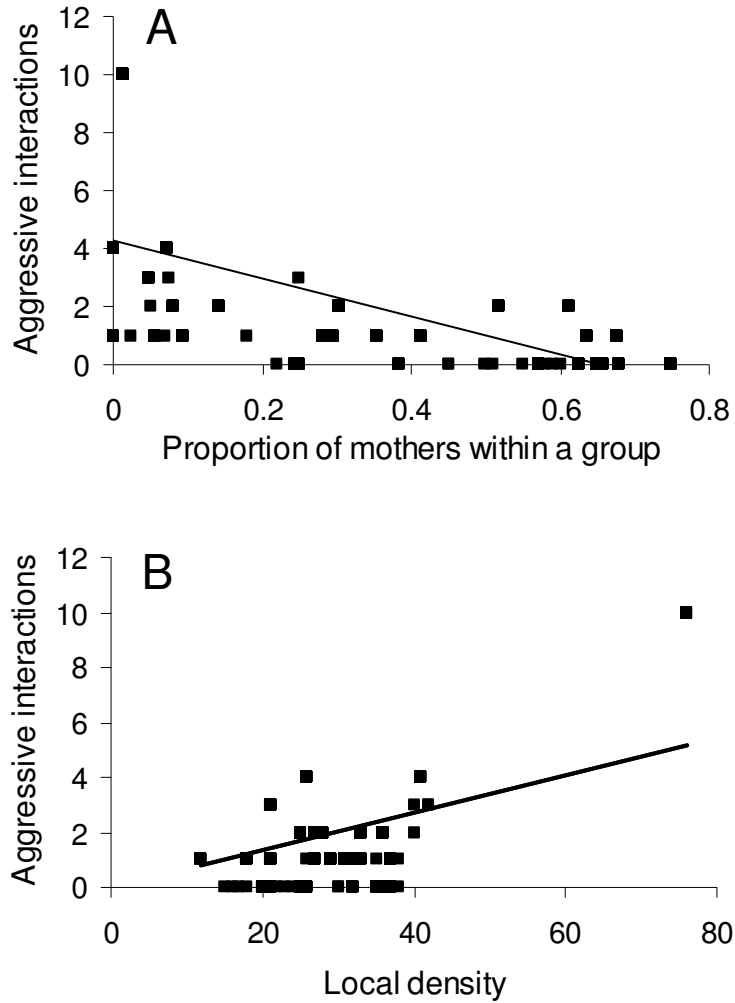 A
Aggressive interactions
12
10
8
6
4
2
0
0 0.2 0.4 0.6 0.8
Proportion of mothers within a group
B
Aggressive interactions
12
10
8
6
4
2
0
0 20 40 60 80
Local density